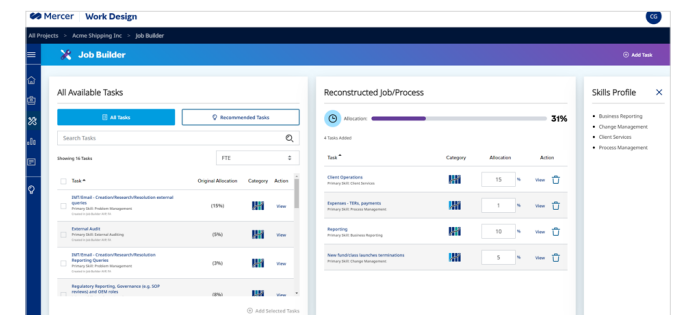 Mercer Work Design
CG
All Projects > Acme Shipping Inc > Job Builder
Job Builder
Add Task
All Available Tasks
All Tasks
Recommended Tasks
Search Tasks
Showing 16 Tasks
FTE
Task
Original Allocation
Category
Action
EMT/Email - Creation/Research/Resolution external
queries
Primary Skill: Problem Management
(15%)
View
External Audit
Primary Skill: External Auditing
(5%)
View
EMT/Email - Creation/Research/Resolution
Reporting Queries
Primary Skill: Problem Management
(3%)
View
Regulatory Reporting, Governance (e.g. SOP
reviews) and OEM roles
(8%)
View
Add Selected Tasks
Reconstructed Job/Process
Allocation:
31%
4 Tasks Added
Task
Category
Allocation
Action
Client Operations
Primary Skill: Client Services
15 %
View
Expenses - TERs, payments
Primary Skill: Process Management
1 %
View
Reporting
Primary Skill: Business Reporting
10 %
View
New fund/class launches terminations
Primary Skill: Change Management
5 %
View
Skills Profile
Business Reporting
Change Management
Client Services
Process Management